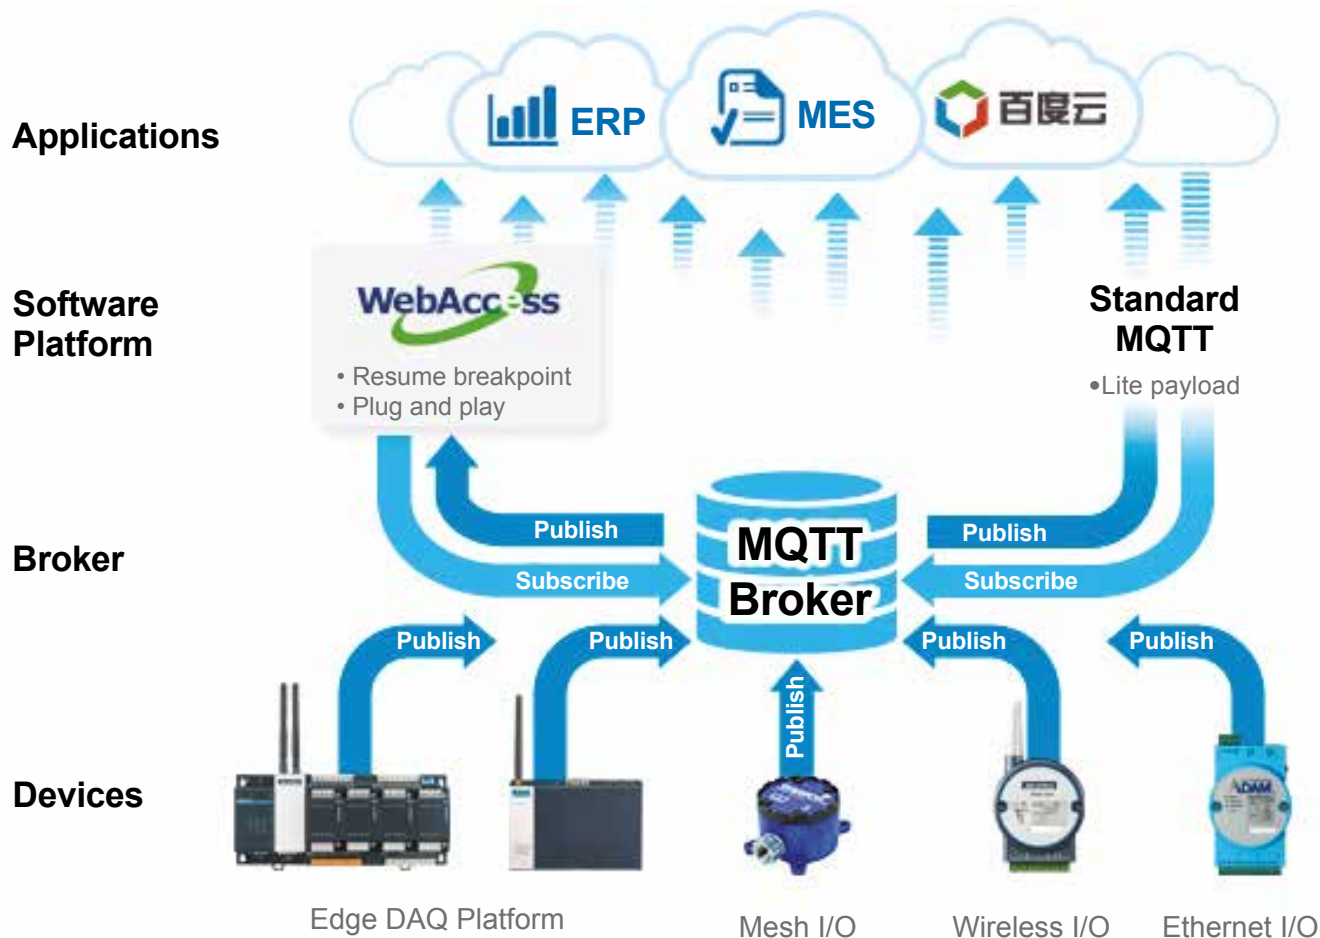 Applications
ERP
MES
百度云
Software
Platform
WebAccess
• Resume breakpoint
• Plug and play
Standard
MQTT
•Lite payload
Broker
Publish
Subscribe
MQTT
Broker
Publish
Subscribe
Publish
Publish
Publish
Publish
Publish
Devices
ADAM
Edge DAQ Platform
Mesh I/O
Wireless I/O
Ethernet I/O